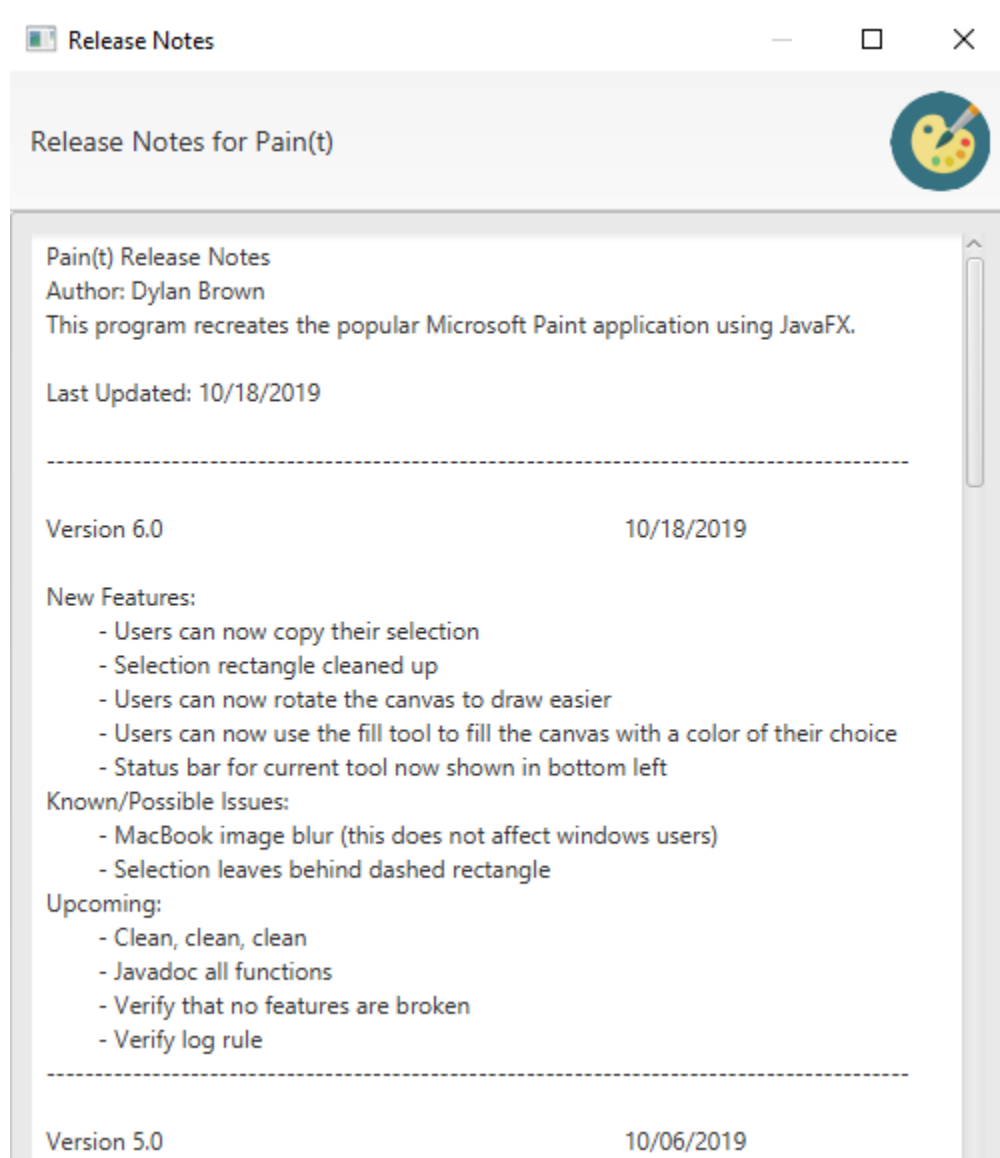 Release Notes
Release Notes for Pain(t)
Pain(t) Release Notes
Author: Dylan Brown
This program recreates the popular Microsoft Paint application using JavaFX.
Last Updated: 10/18/2019
------------------------------------------------------------------------------------------
Version 6.0 10/18/2019
New Features:
- Users can now copy their selection
- Selection rectangle cleaned up
- Users can now rotate the canvas to draw easier
- Users can now use the fill tool to fill the canvas with a color of their choice
- Status bar for current tool now shown in bottom left
Known/Possible Issues:
- MacBook image blur (this does not affect windows users)
- Selection leaves behind dashed rectangle
Upcoming:
- Clean, clean, clean
- Javadoc all functions
- Verify that no features are broken
- Verify log rule
------------------------------------------------------------------------------------------
Version 5.0 10/06/2019